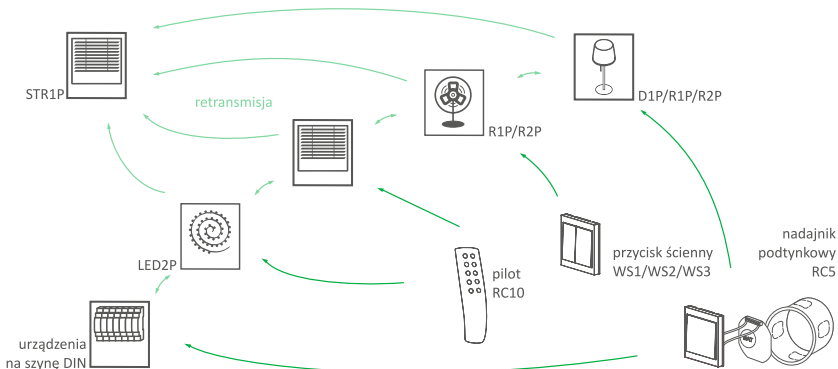 STR1P
D1P/R1P/R2P
retransmisja
R1P/R2P
LED2P
przycisk ścienny
WS1/WS2/WS3
nadajnik
podtynkowy
RC5
pilot
RC10
urządzenia
na szynę DIN